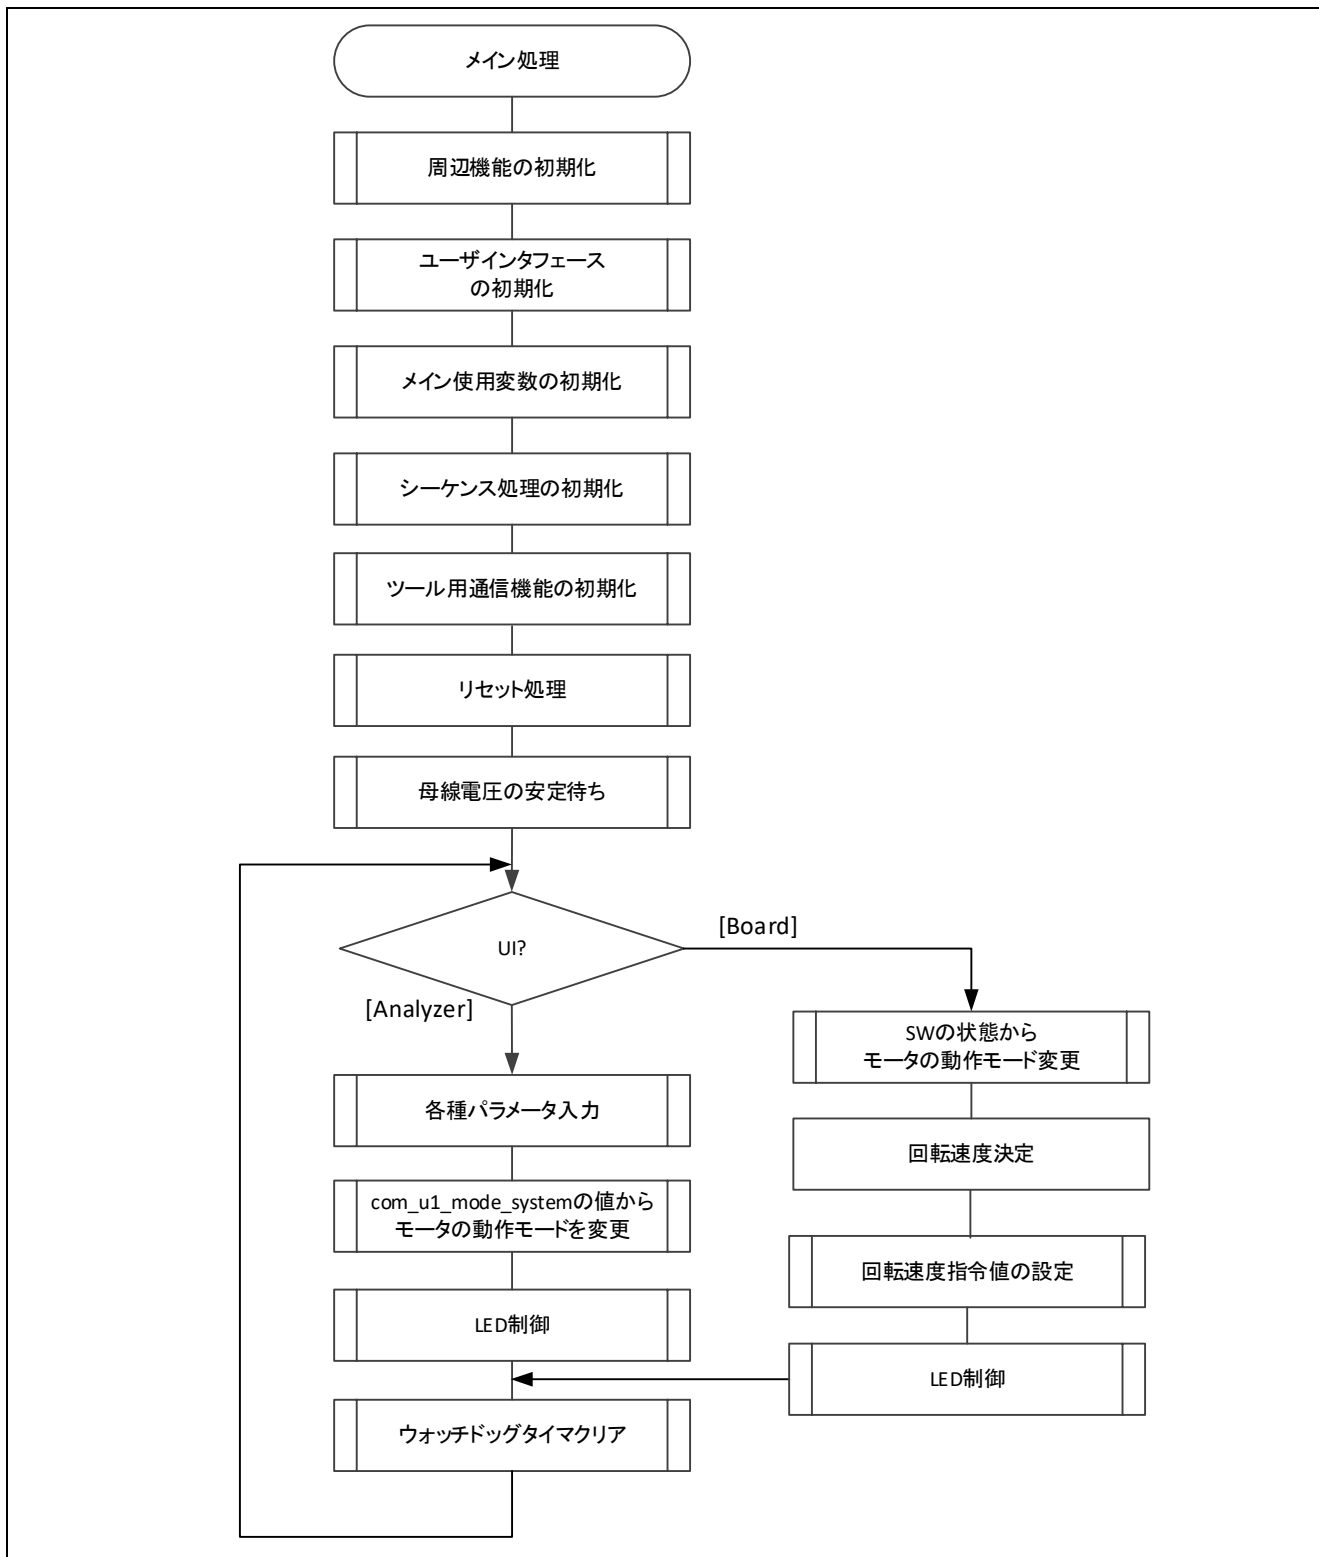 メイン処理
周辺機能の初期化
ユーザインタフェース
の初期化
メイン使用変数の初期化
シーケンス処理の初期化
ツール用通信機能の初期化
リセット処理
母線電圧の安定待ち
UI?
[Board]
[Analyzer]
SWの状態から
モータの動作モード変更
回転速度決定
回転速度指令値の設定
LED制御
各種パラメータ入力
com_u1_mode_systemの値から
モータの動作モードを変更
LED制御
ウォッチドッグタイマクリア